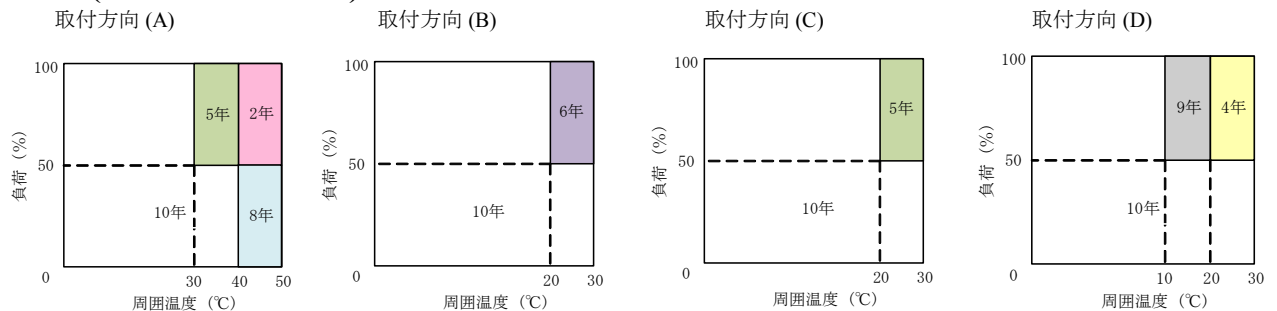 取付方向 (A)
100
負荷 (%)
50
0
5年
2年
10年
8年
30
40
50
周囲温度 (℃)
取付方向 (B)
100
負荷 (%)
50
0
6年
10年
20
30
周囲温度 (℃)
取付方向 (C)
100
負荷 (%)
50
0
5年
10年
20
30
周囲温度 (℃)
取付方向 (D)
100
負荷 (%)
50
0
9年
4年
10年
10
20
30
周囲温度 (℃)